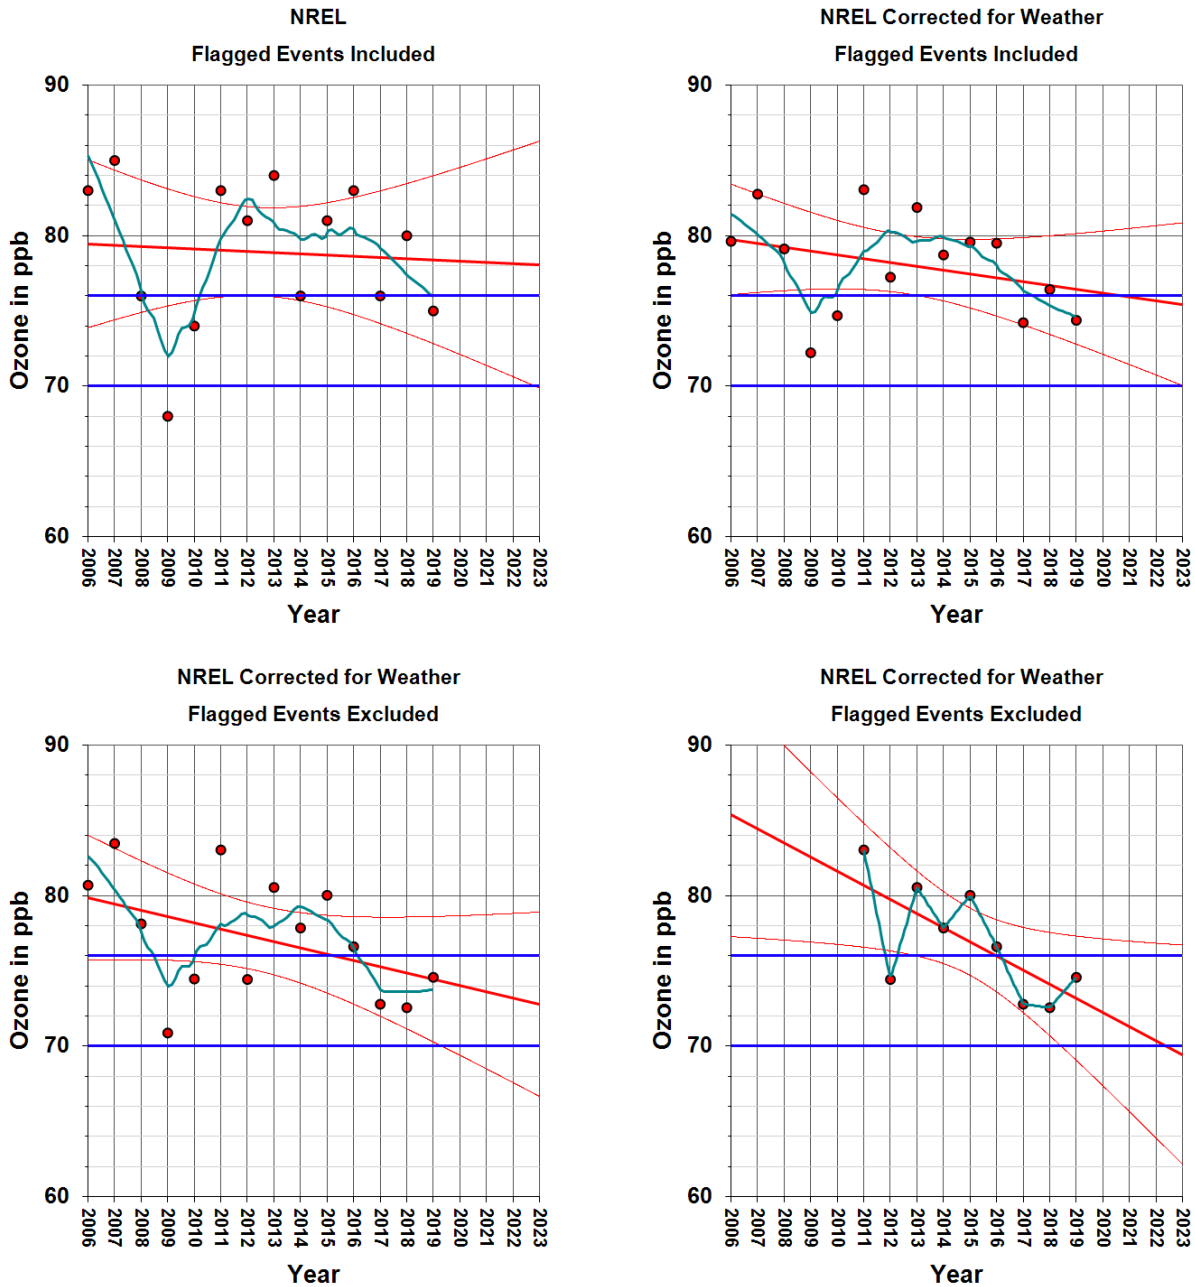 NREL
Flagged Events Included
90
80
70
60
Ozone in ppb
2006 2007 2008 2009 2010 2011 2012 2013 2014 2015 2016 2017 2018 2019 2020 2021 2022 2023
Year
NREL Corrected for Weather
Flagged Events Included
90
80
70
60
Ozone in ppb
2006 2007 2008 2009 2010 2011 2012 2013 2014 2015 2016 2017 2018 2019 2020 2021 2022 2023
Year
NREL Corrected for Weather
Flagged Events Excluded
90
80
70
60
Ozone in ppb
2006 2007 2008 2009 2010 2011 2012 2013 2014 2015 2016 2017 2018 2019 2020 2021 2022 2023
Year
NREL Corrected for Weather
Flagged Events Excluded
90
80
70
60
Ozone in ppb
2006 2007 2008 2009 2010 2011 2012 2013 2014 2015 2016 2017 2018 2019 2020 2021 2022 2023
Year